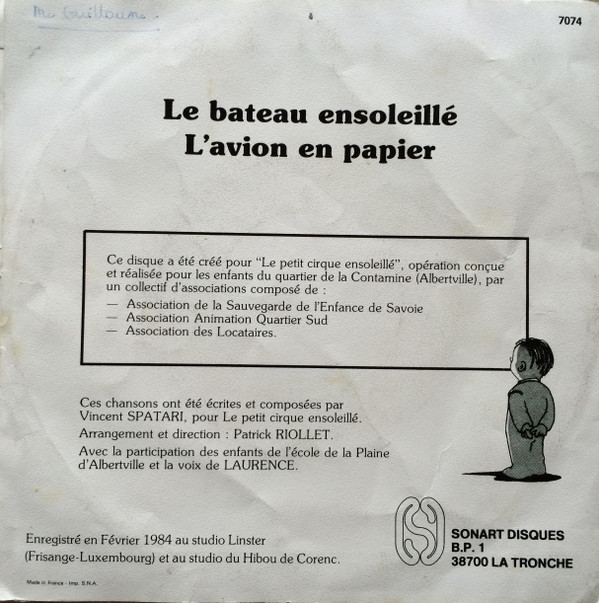 Mr Guillaume
7074
Le bateau ensoleillé
L'avion en papier
Ce disque a été créé pour "Le petit cirque ensoleillé", opération conçue
et réalisée pour les enfants du quartier de la Contamine (Albertville), par
un collectif d'associations composé de :
— Association de la Sauvegarde de l'Enfance de Savoie
— Association Animation Quartier Sud
— Association des Locataires.
Ces chansons ont été écrites et composées par
Vincent SPATARI, pour Le petit cirque ensoleillé.
Arrangement et direction : Patrick RIOLLET.
Avec la participation des enfants de l'école de la Plaine
d'Albertville et la voix de LAURENCE.
Enregistré en Février 1984 au studio Linster
(Frisange-Luxembourg) et au studio du Hibou de Corenc.
SONART DISQUES
B.P. 1
38700 LA TRONCHE
Made in France - Imp. S.N.A.